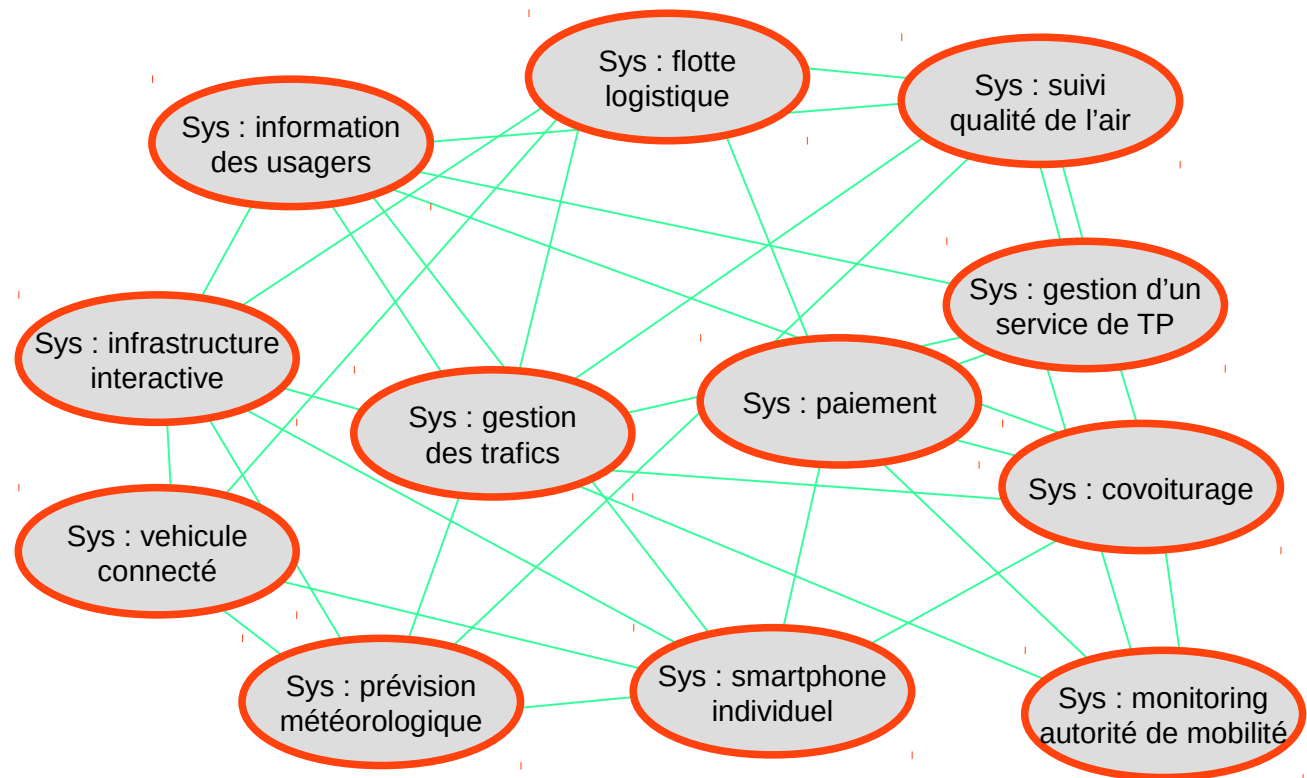 Sys : flotte
logistique
Sys : suivi
qualité de l’air
Sys : information
des usagers
Sys : gestion d’un
service de TP
Sys : infrastructure
interactive
Sys : gestion
des trafics
Sys : paiement
Sys : covoiturage
Sys : vehicule
connecté
Sys : prévision
météorologique
Sys : smartphone
individuel
Sys : monitoring
autorité de mobilité